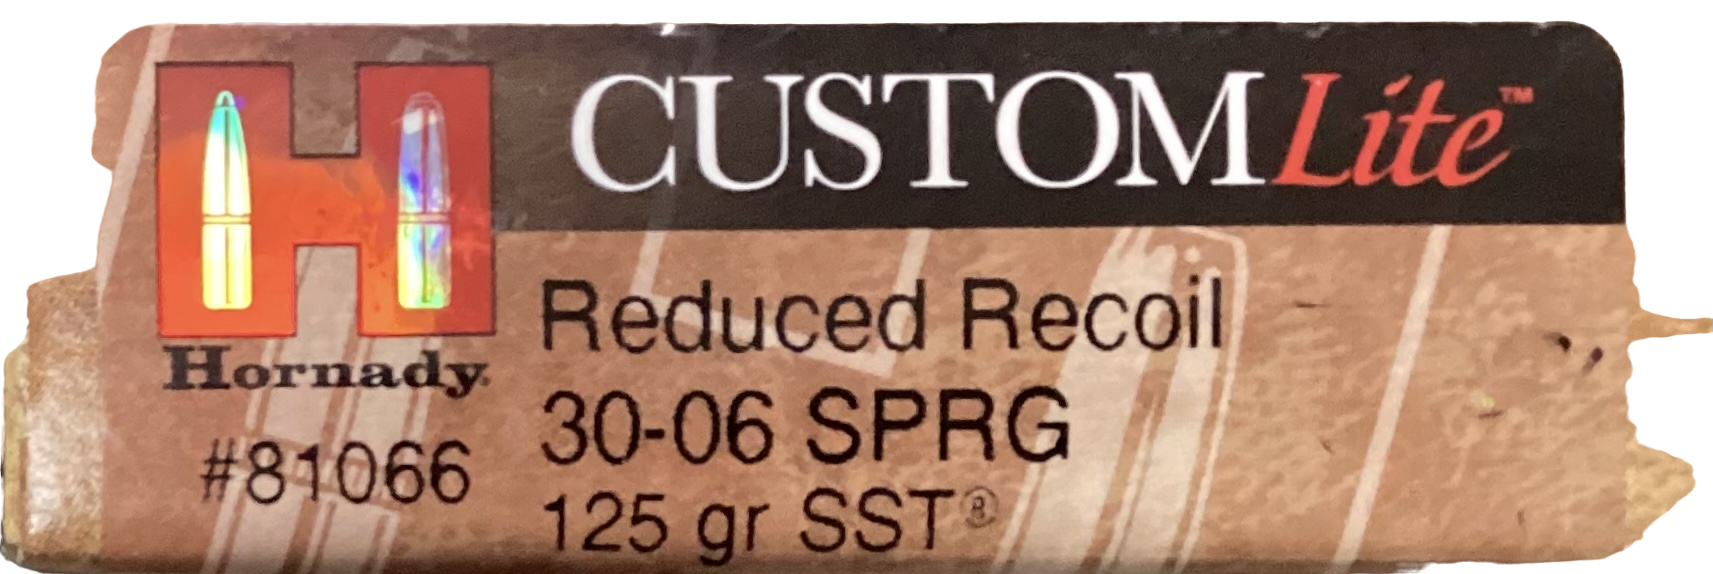 CUSTOM Lite™
Hornady
#81066
Reduced Recoil
30-06 SPRG
125 gr SST®